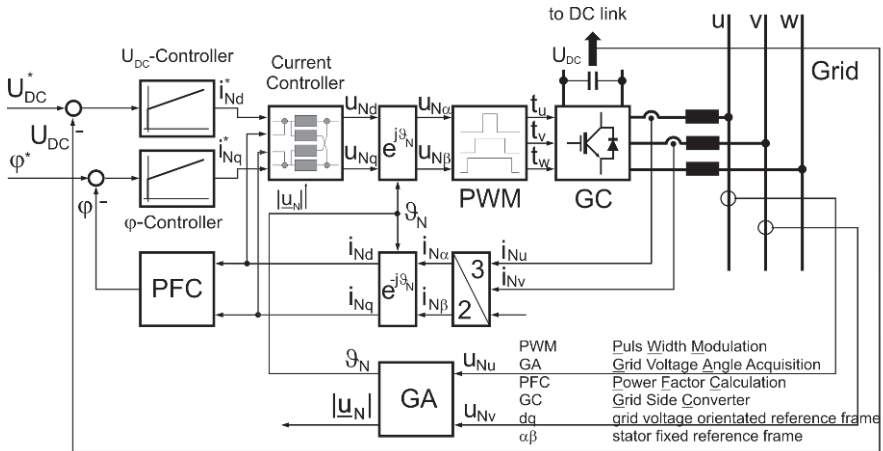 to DC link
u v w
U_DC-Controller
Current
Controller
U_DC
Grid
U*_DC
i*_Nd
u_Nd
u_Nα
t_u
U_DC -
e^jϑ_N
t_v
φ*
i*_Nq
u_Nq
u_Nβ
t_w
φ -
φ-Controller
|u_N|
PWM
GC
ϑ_N
PFC
i_Nd
i_Nα
i_Nu
e^-jϑ_N
3
i_Nv
i_Nq
i_Nβ
2
ϑ_N
GA
u_Nu
|u_N|
u_Nv
PWM Puls Width Modulation
GA Grid Voltage Angle Acquisition
PFC Power Factor Calculation
GC Grid Side Converter
dq grid voltage orientated reference frame
αβ stator fixed reference frame